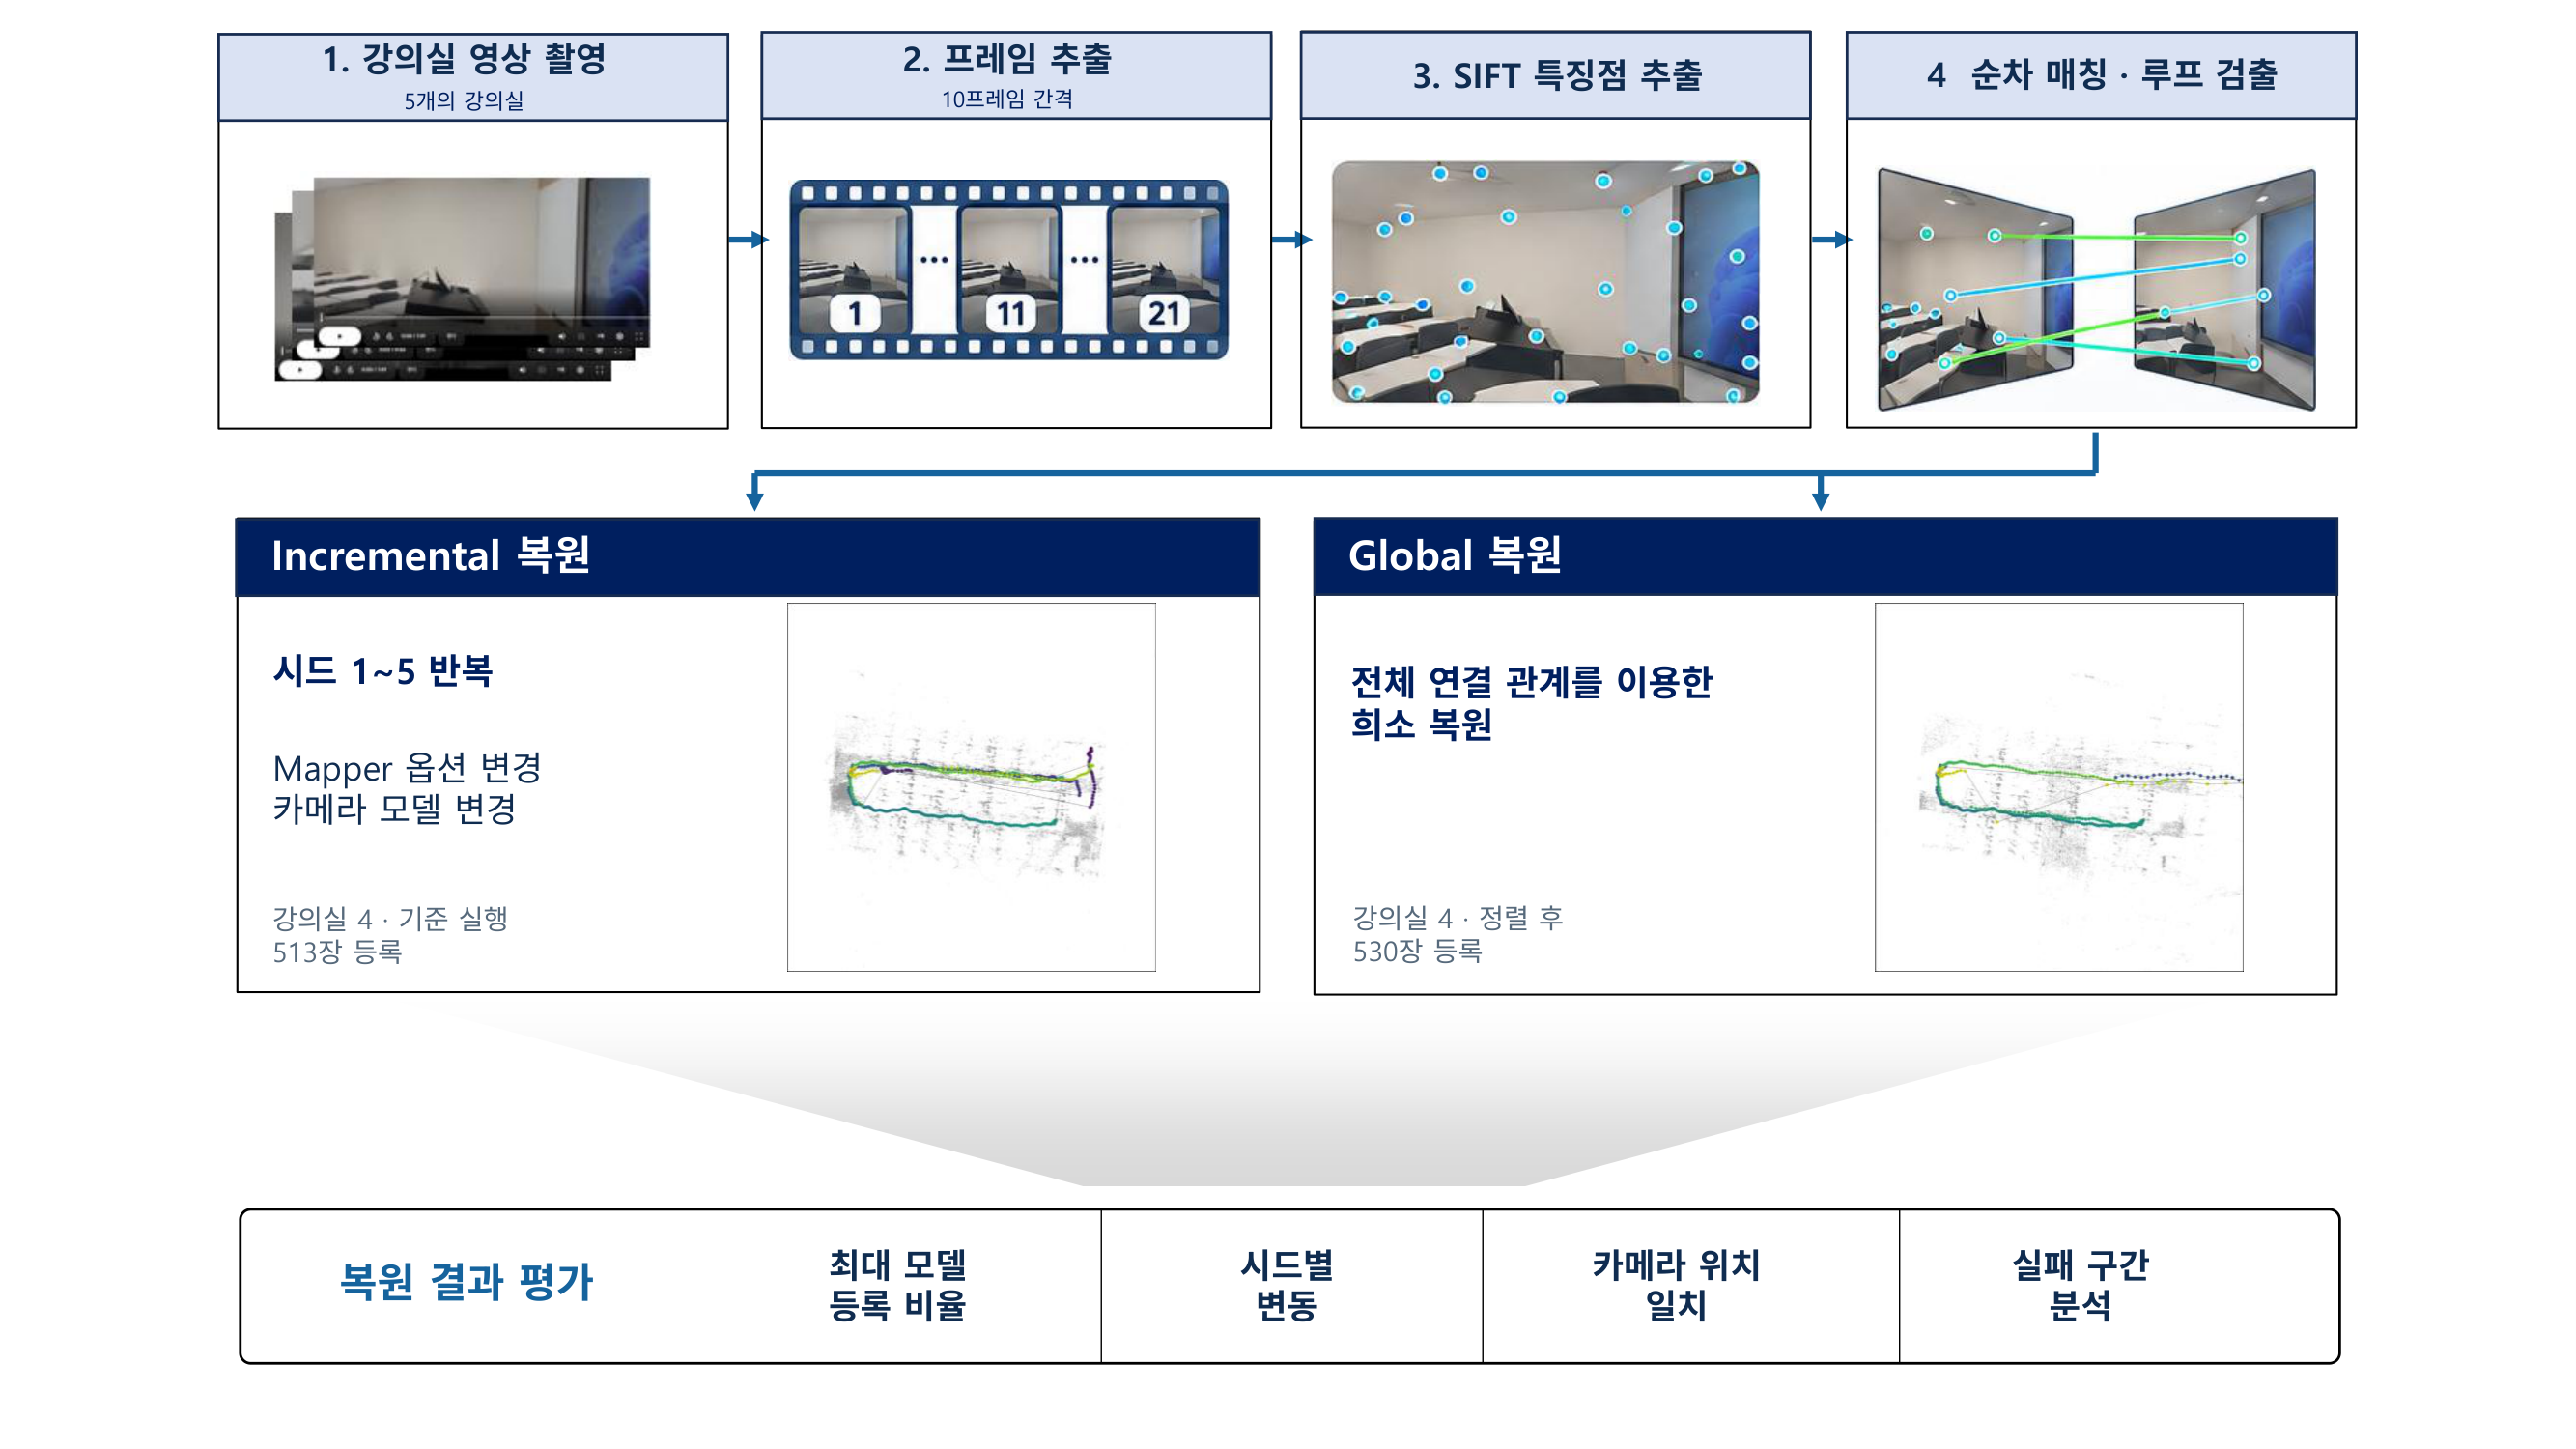 1. 강의실 영상 촬영
5개의 강의실
2. 프레임 추출
10프레임 간격
3. SIFT 특징점 추출
4 순차 매칭 · 루프 검출
1
...
11
...
21
Incremental 복원
시드 1~5 반복
Mapper 옵션 변경
카메라 모델 변경
강의실 4 · 기준 실행
513장 등록
Global 복원
전체 연결 관계를 이용한
희소 복원
강의실 4 · 정렬 후
530장 등록
복원 결과 평가
최대 모델
등록 비율
시드별
변동
카메라 위치
일치
실패 구간
분석